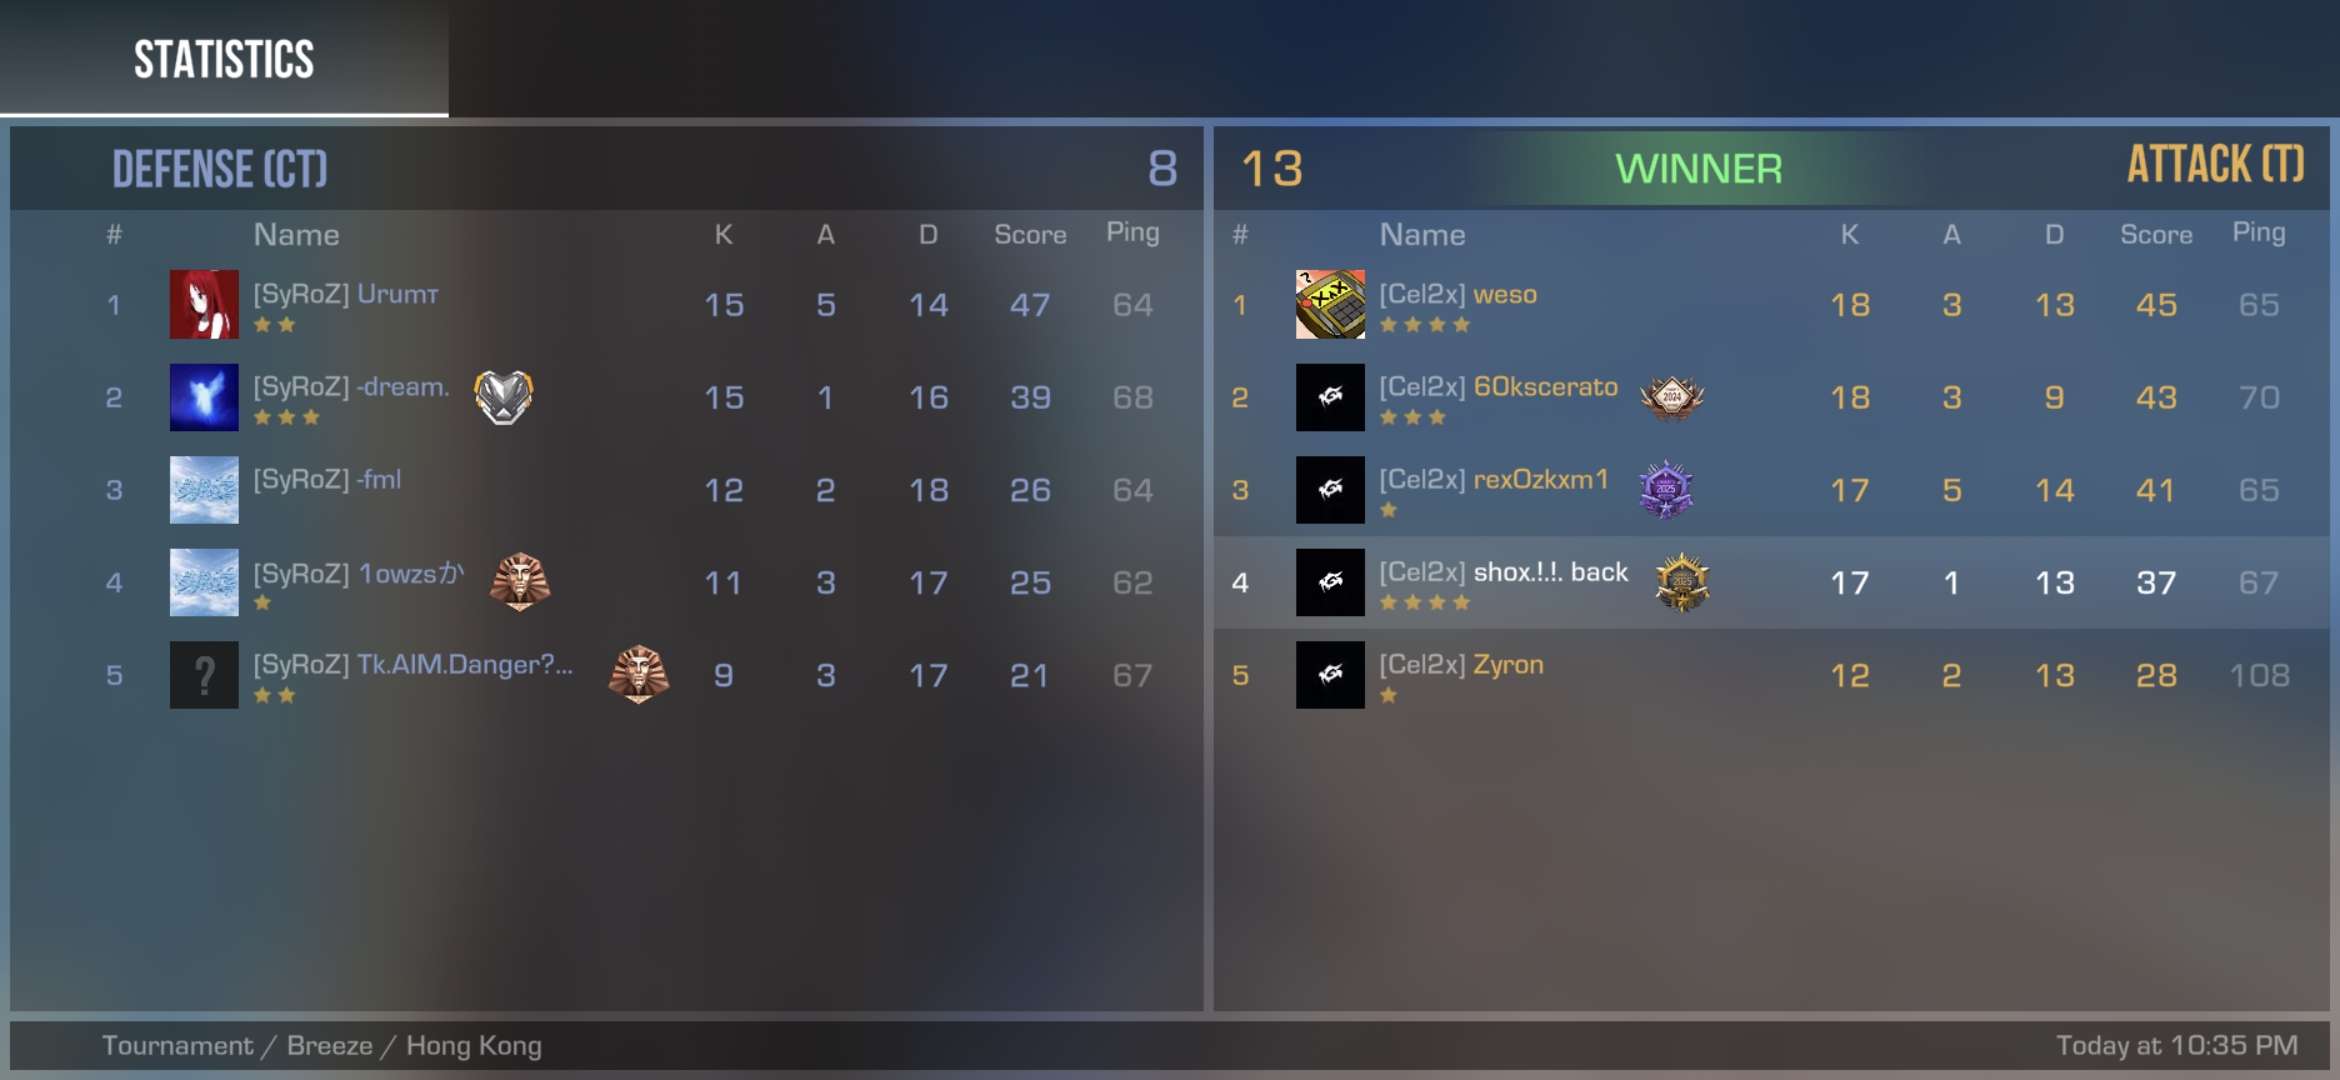 STATISTICS
DEFENSE (CT) 8
# Name K A D Score Ping
1 [SyRoZ] Urumт 15 5 14 47 64
2 [SyRoZ] -dream. 15 1 16 39 68
3 [SyRoZ] -fml 12 2 18 26 64
4 [SyRoZ] 1owzsか 11 3 17 25 62
5 ? [SyRoZ] Tk.AIM.Danger?... 9 3 17 21 67
13 WINNER ATTACK (T)
# Name K A D Score Ping
1 [Cel2x] weso 18 3 13 45 65
2 [Cel2x] 60kscerato 2024 18 3 9 43 70
3 [Cel2x] rex0zkxm1 2025 17 5 14 41 65
4 [Cel2x] shox.!.!. back 2025 17 1 13 37 67
5 [Cel2x] Zyron 12 2 13 28 108
Tournament / Breeze / Hong Kong
Today at 10:35 PM